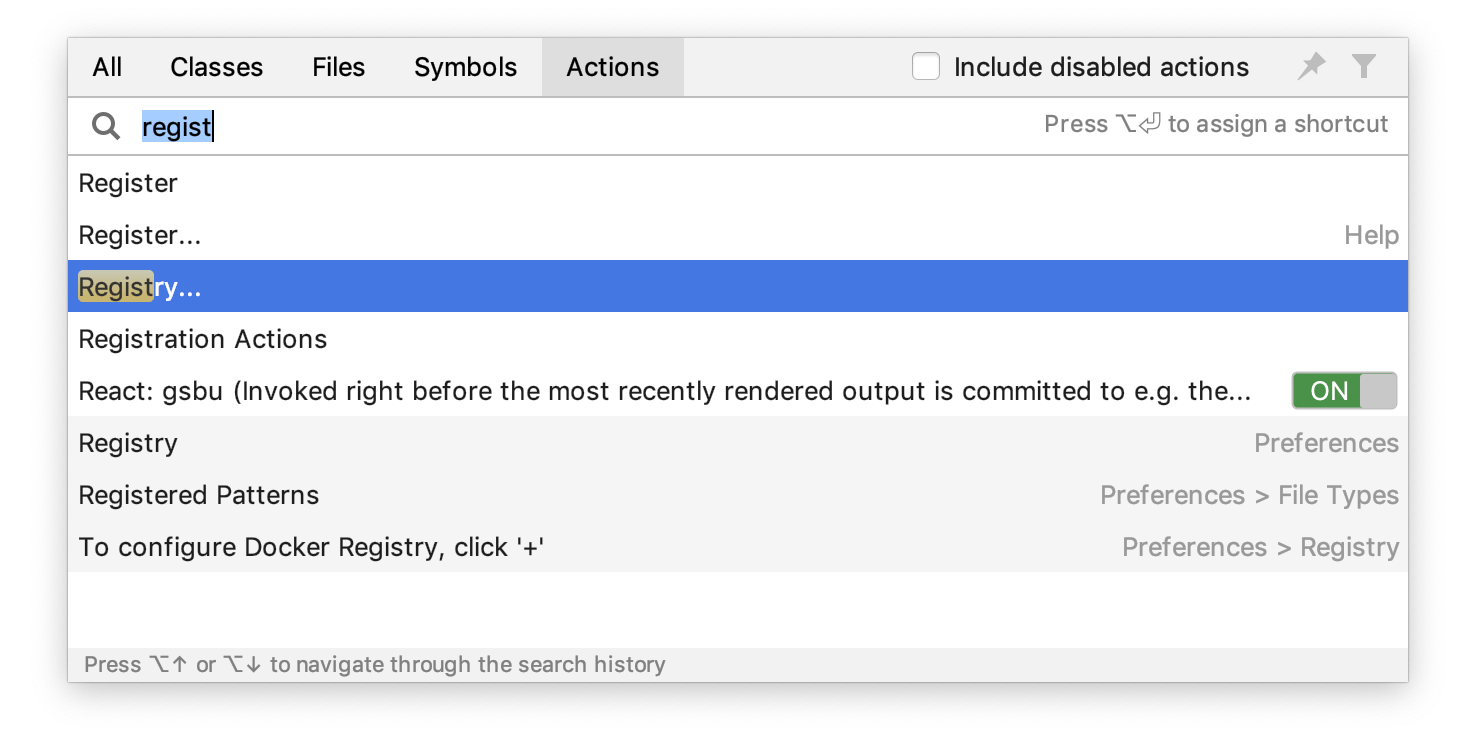 All Classes Files Symbols Actions Include disabled actions
regist Press ⌥⏎ to assign a shortcut
Register
Register... Help
Registry...
Registration Actions
React: gsbu (Invoked right before the most recently rendered output is committed to e.g. the... ON
Registry Preferences
Registered Patterns Preferences > File Types
To configure Docker Registry, click '+' Preferences > Registry
Press ⌥↑ or ⌥↓ to navigate through the search history